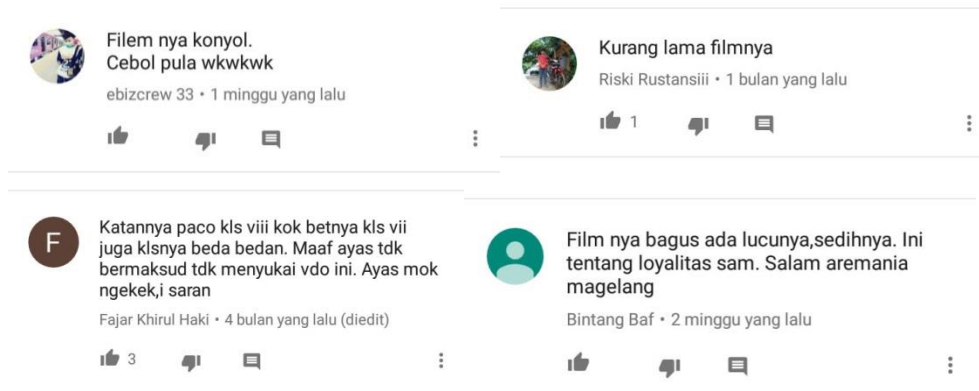 Filem nya konyol.
Cebol pula wkwkwk
ebizcrew 33 • 1 minggu yang lalu
Kurang lama filmnya
Riski Rustansiii • 1 bulan yang lalu
1
F
Katannya paco kls viii kok betnya kls vii
juga klsnya beda bedan. Maaf ayas tdk
bermaksud tdk menyukai vdo ini. Ayas mok
ngekek,i saran
Fajar Khirul Haki • 4 bulan yang lalu (diedit)
3
Film nya bagus ada lucunya,sedihnya. Ini
tentang loyalitas sam. Salam aremania
magelang
Bintang Baf • 2 minggu yang lalu